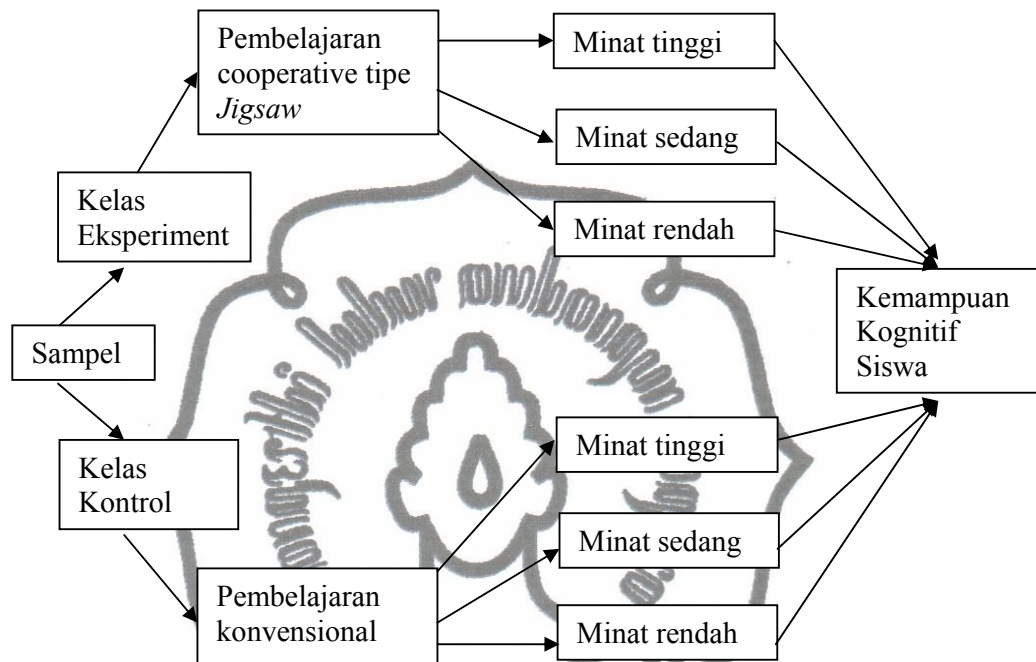 Pembelajaran
cooperative tipe
Jigsaw
Minat tinggi
Minat sedang
Minat rendah
Kelas
Eksperiment
Sampel
Kelas
Kontrol
Pembelajaran
konvensional
Minat tinggi
Minat sedang
Minat rendah
Kemampuan
Kognitif
Siswa